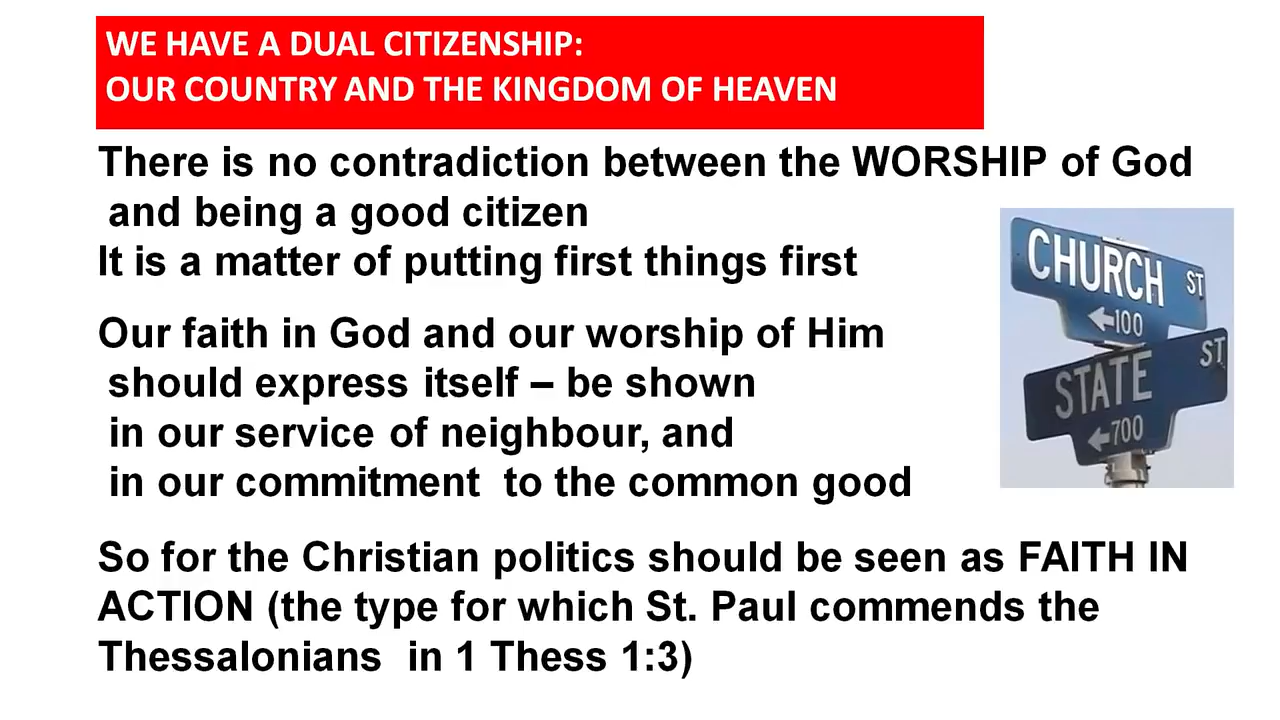 WE HAVE A DUAL CITIZENSHIP:
OUR COUNTRY AND THE KINGDOM OF HEAVEN
There is no contradiction between the WORSHIP of God
and being a good citizen
It is a matter of putting first things first
Our faith in God and our worship of Him
should express itself – be shown
in our service of neighbour, and
in our commitment to the common good
So for the Christian politics should be seen as FAITH IN
ACTION (the type for which St. Paul commends the
Thessalonians in 1 Thess 1:3)
CHURCH ST
←100
STATE ST
←700